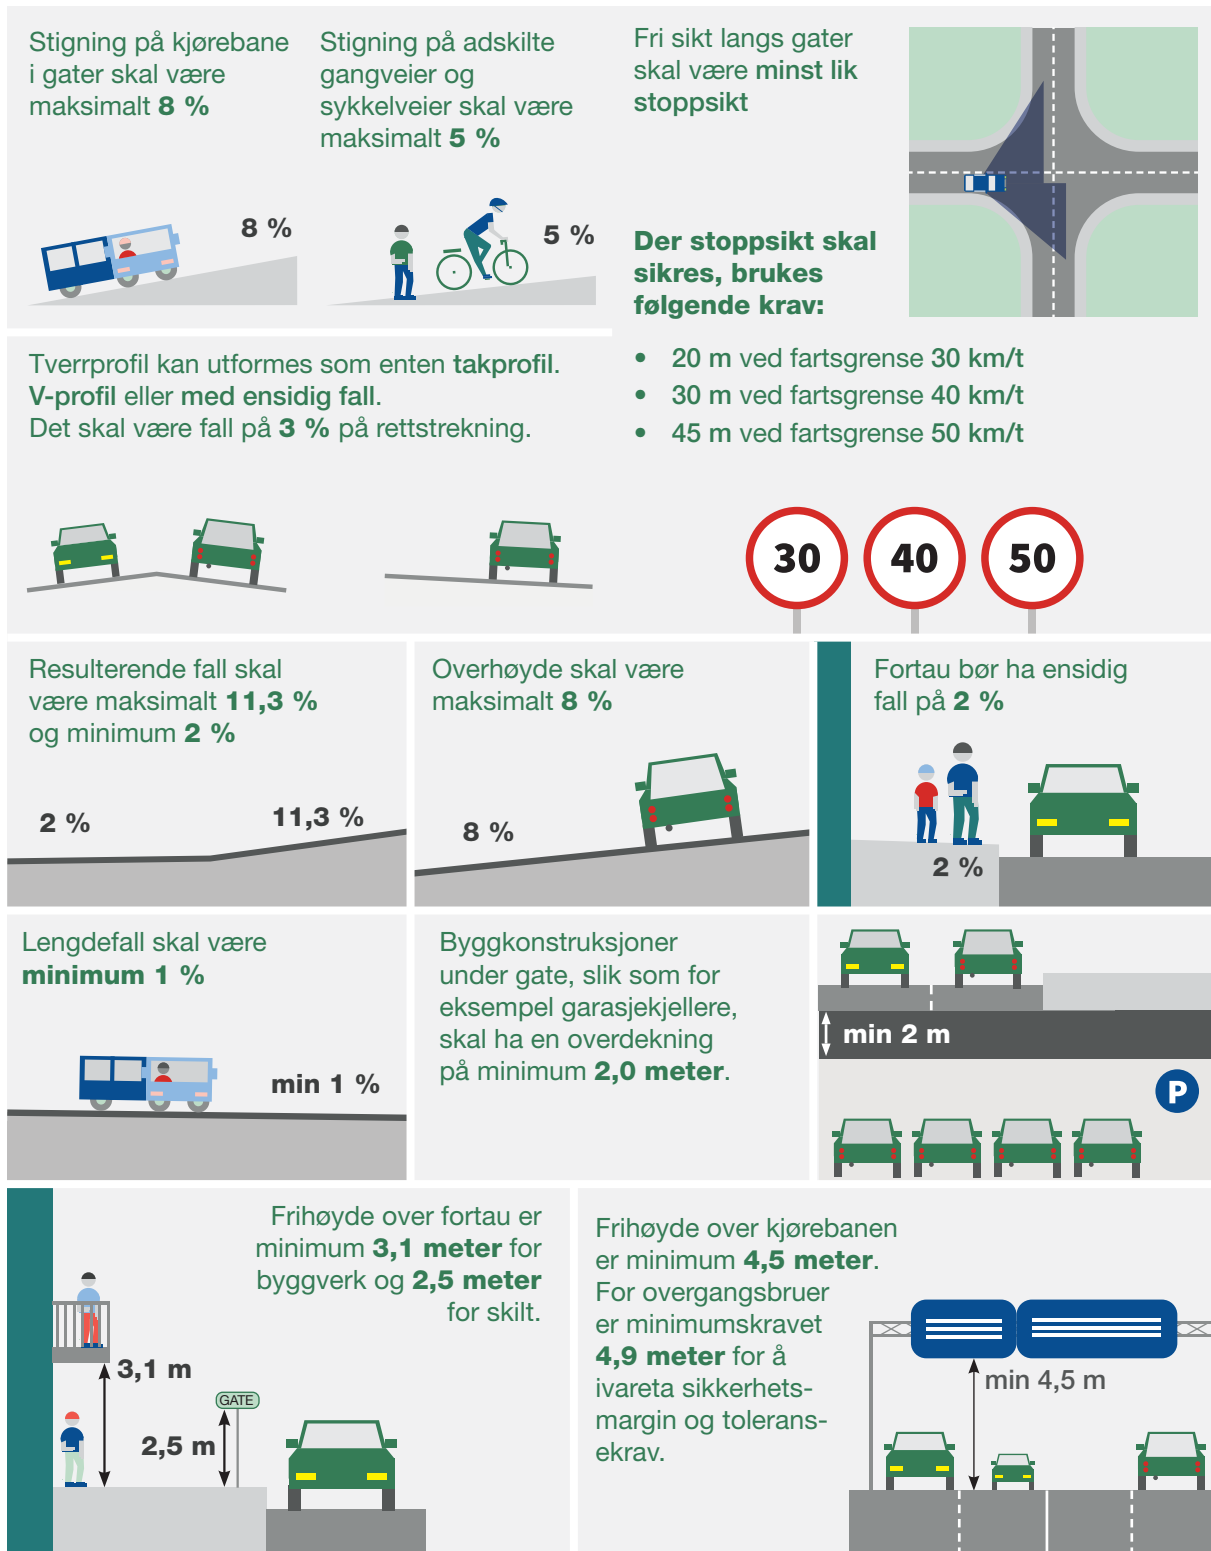 Stigning på kjørebane
i gater skal være
maksimalt 8 %
8 %
Stigning på adskilte
gangveier og
sykkelveier skal være
maksimalt 5 %
5 %
Fri sikt langs gater
skal være minst lik
stoppsikt
Der stoppsikt skal
sikres, brukes
følgende krav:
• 20 m ved fartsgrense 30 km/t
• 30 m ved fartsgrense 40 km/t
• 45 m ved fartsgrense 50 km/t
30 40 50
Tverrprofil kan utformes som enten takprofil.
V-profil eller med ensidig fall.
Det skal være fall på 3 % på rettstrekning.
Resulterende fall skal
være maksimalt 11,3 %
og minimum 2 %
2 %
11,3 %
Overhøyde skal være
maksimalt 8 %
8 %
Fortau bør ha ensidig
fall på 2 %
2 %
Lengdefall skal være
minimum 1 %
min 1 %
Byggkonstruksjoner
under gate, slik som for
eksempel garasjekjellere,
skal ha en overdekning
på minimum 2,0 meter.
min 2 m
P
Frihøyde over fortau er
minimum 3,1 meter for
byggverk og 2,5 meter
for skilt.
3,1 m
GATE
2,5 m
Frihøyde over kjørebanen
er minimum 4,5 meter.
For overgangsbruer
er minimumskravet
4,9 meter for å
ivareta sikkerhets-
margin og tolerans-
ekrav.
min 4,5 m